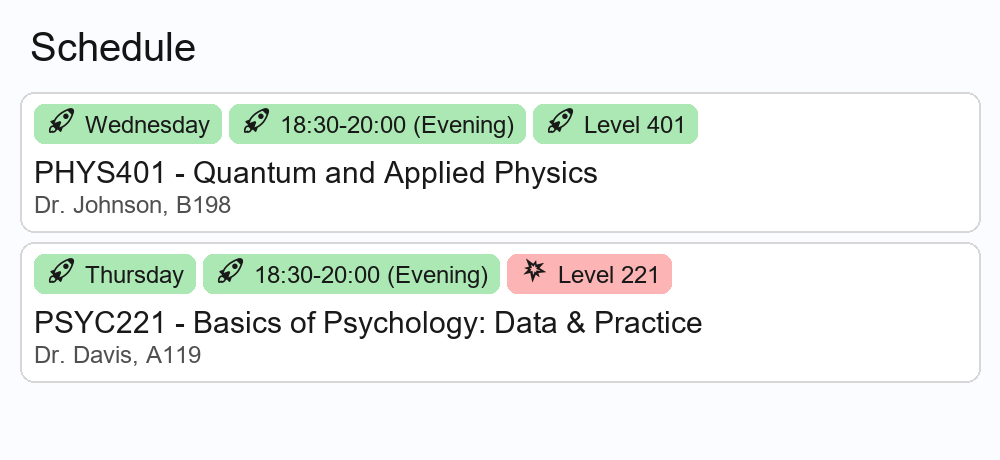 Schedule
Wednesday 18:30-20:00 (Evening) Level 401
PHYS401 - Quantum and Applied Physics
Dr. Johnson, B198
Thursday 18:30-20:00 (Evening) Level 221
PSYC221 - Basics of Psychology: Data & Practice
Dr. Davis, A119